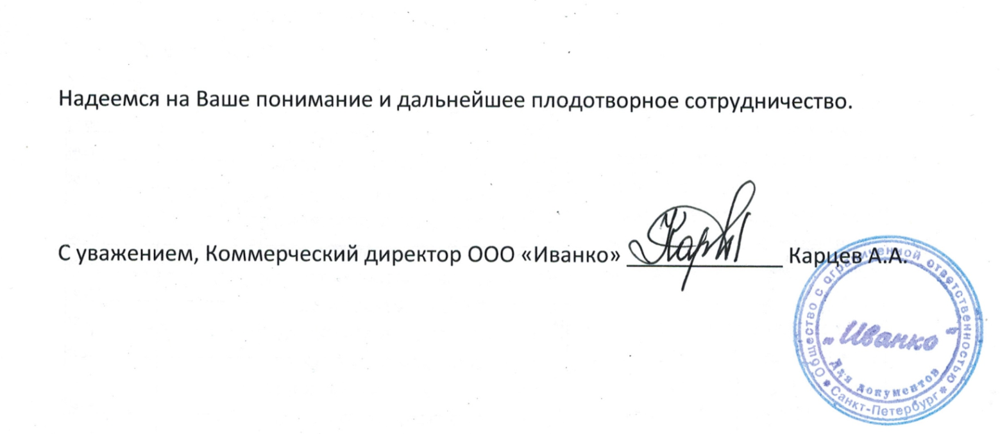 Надеемся на Ваше понимание и дальнейшее плодотворное сотрудничество.
С уважением, Коммерческий директор ООО «Иванко» Карцев А.А.
Общество с ограниченной ответственностью
„Иванко"
Для документов
* Санкт-Петербург *